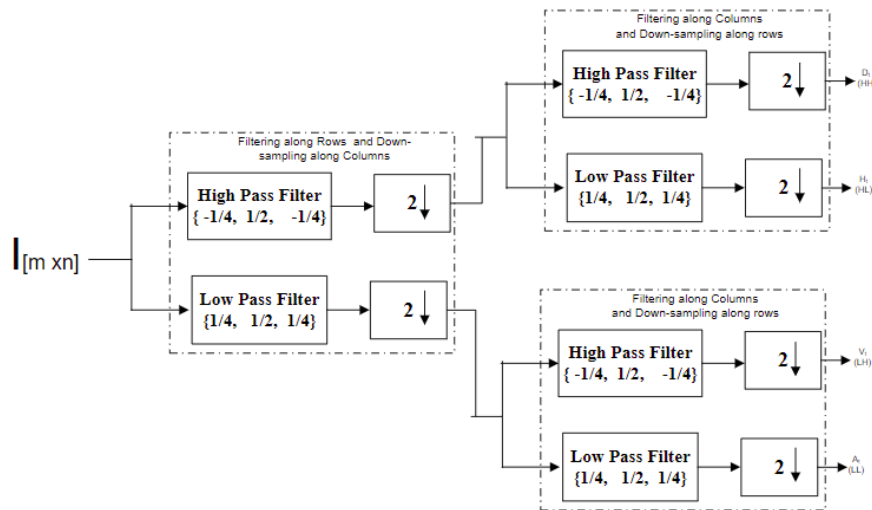 Filtering along Columns
and Down-sampling along rows
High Pass Filter
{ -1/4, 1/2, -1/4}
2
D₁
(HH
Low Pass Filter
{1/4, 1/2, 1/4}
2
H₁
(HL)
Filtering along Rows and Down-
sampling along Columns
High Pass Filter
{ -1/4, 1/2, -1/4}
2
I[m xn]
Low Pass Filter
{1/4, 1/2, 1/4}
2
Filtering along Columns
and Down-sampling along rows
High Pass Filter
{ -1/4, 1/2, -1/4}
2
V₁
(LH)
Low Pass Filter
{1/4, 1/2, 1/4}
2
A₁
(LL)